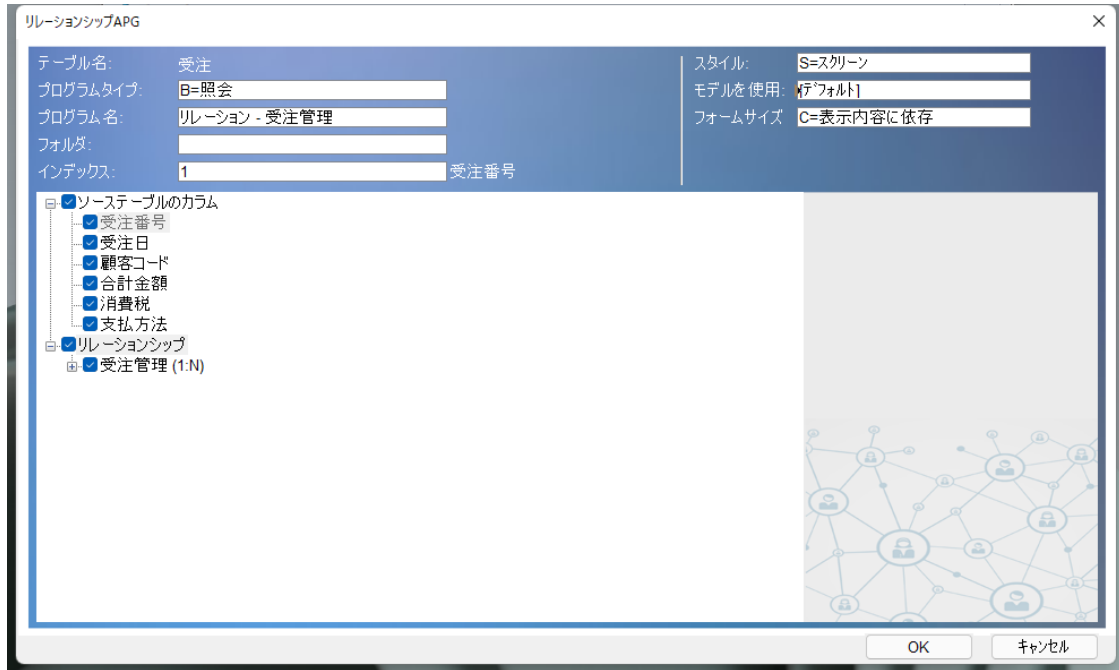 リレーションシップAPG
テーブル名: 受注
プログラムタイプ: B=照会
プログラム名: リレーション - 受注管理
フォルダ:
インデックス: 1 受注番号
スタイル: S=スクリーン
モデルを使用: [デフォルト]
フォームサイズ C=表示内容に依存
ソーステーブルのカラム
受注番号
受注日
顧客コード
合計金額
消費税
支払方法
リレーションシップ
受注管理 (1:N)
OK キャンセル